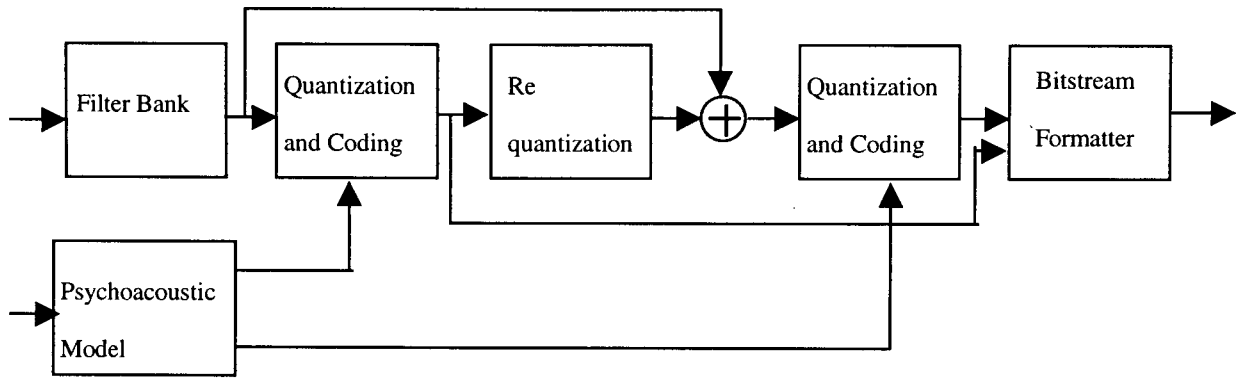 Filter Bank
Quantization
and Coding
Re
quantization
Quantization
and Coding
Bitstream
Formatter
Psychoacoustic
Model